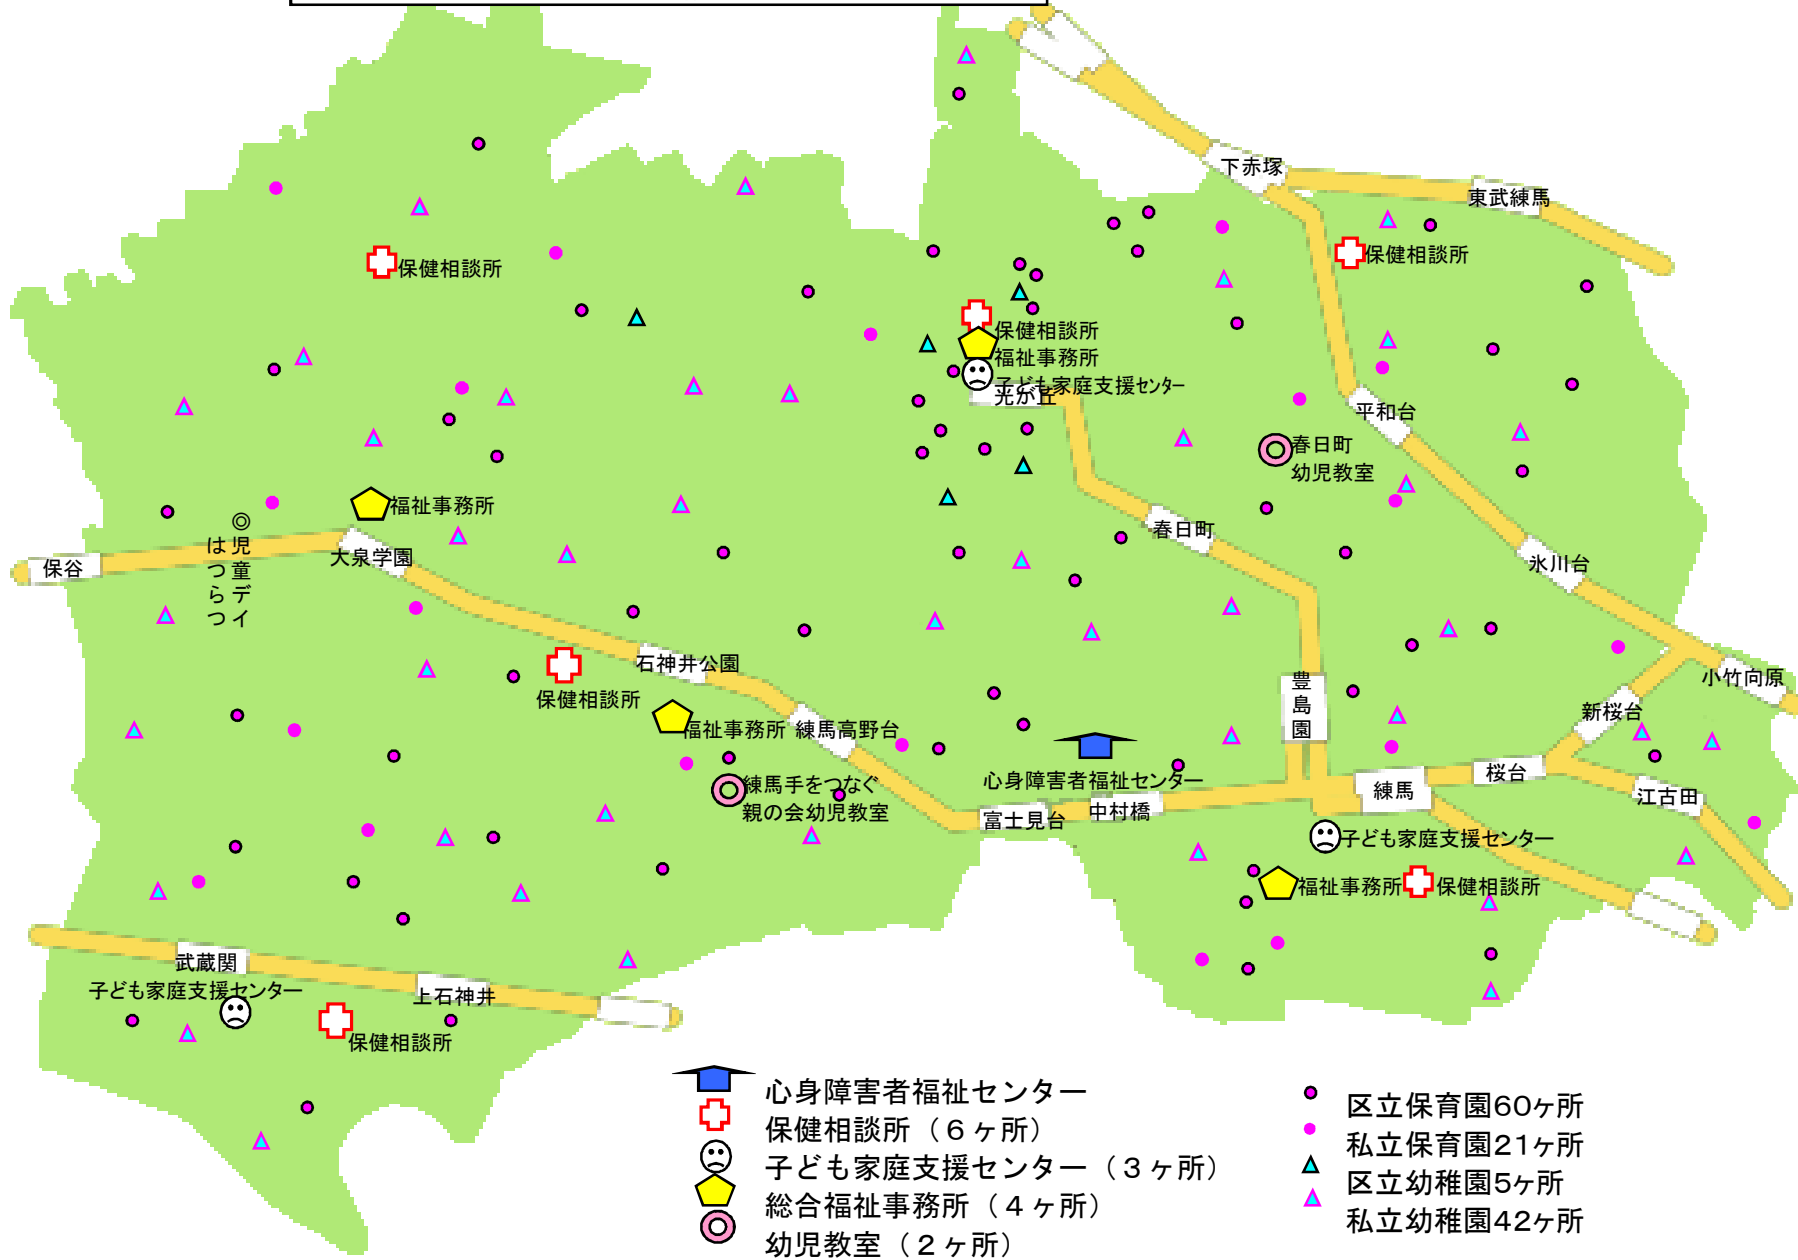 下赤塚
東武練馬
保健相談所
保健相談所
保健相談所
福祉事務所
子ども家庭支援センター
光が丘
平和台
春日町
幼児教室
福祉事務所
春日町
◎児童デイ
はつらつ
保谷
大泉学園
氷川台
石神井公園
小竹向原
保健相談所
豊島園
新桜台
福祉事務所
練馬高野台
心身障害者福祉センター
練馬手をつなぐ
親の会幼児教室
桜台
練馬
江古田
富士見台
中村橋
子ども家庭支援センター
福祉事務所
保健相談所
武蔵関
子ども家庭支援センター
上石神井
保健相談所
心身障害者福祉センター
保健相談所（６ヶ所）
子ども家庭支援センター（３ヶ所）
総合福祉事務所（４ヶ所）
幼児教室（２ヶ所）
区立保育園60ヶ所
私立保育園21ヶ所
区立幼稚園5ヶ所
私立幼稚園42ヶ所